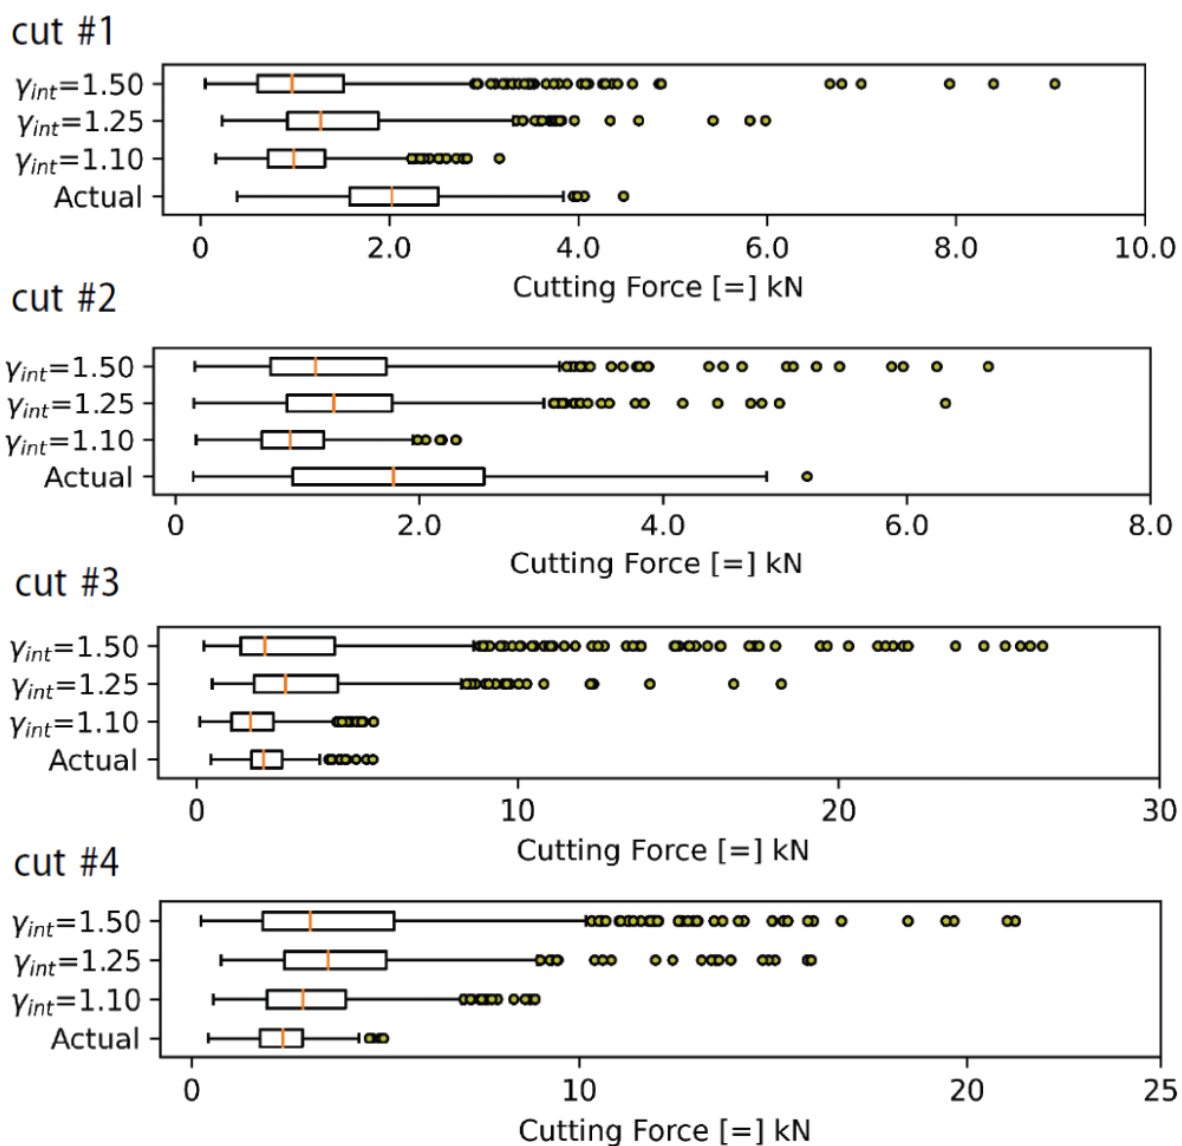 cut #1
γint=1.50
γint=1.25
γint=1.10
Actual
0 2.0 4.0 6.0 8.0 10.0
Cutting Force [=] kN
cut #2
γint=1.50
γint=1.25
γint=1.10
Actual
0 2.0 4.0 6.0 8.0
Cutting Force [=] kN
cut #3
γint=1.50
γint=1.25
γint=1.10
Actual
0 10 20 30
Cutting Force [=] kN
cut #4
γint=1.50
γint=1.25
γint=1.10
Actual
0 10 20 25
Cutting Force [=] kN